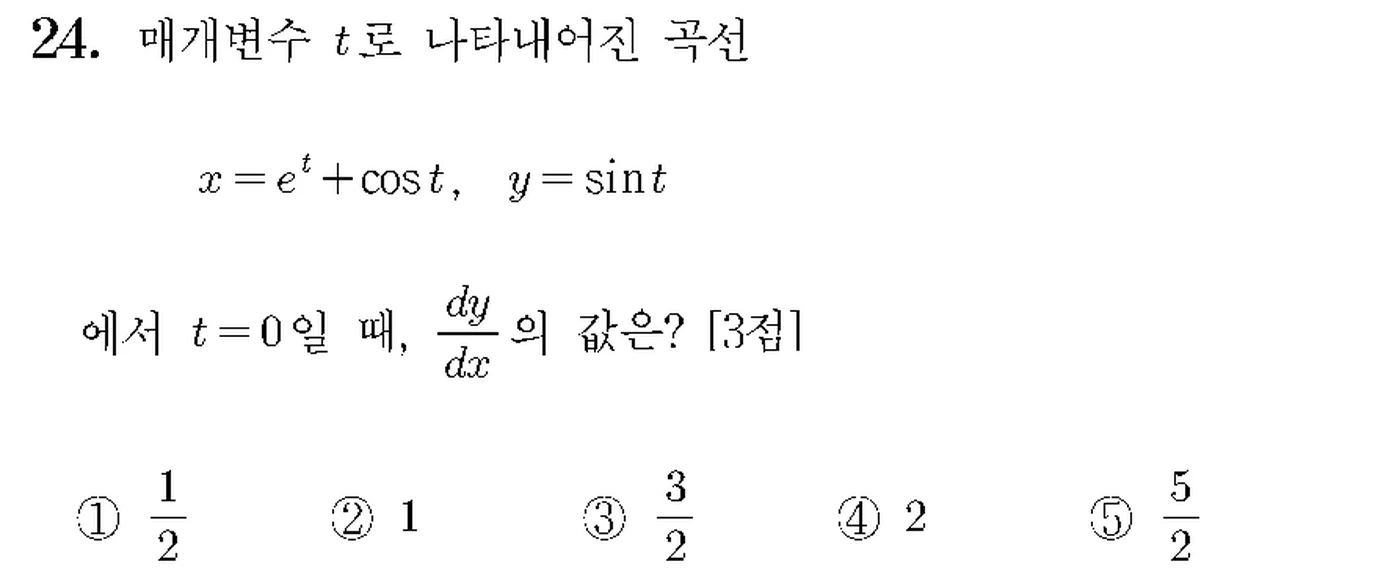 24. 매개변수 t로 나타내어진 곡선
x = e^t + cos t, y = sin t
에서 t = 0일 때, dy/dx의 값은? [3점]
① 1/2 ② 1 ③ 3/2 ④ 2 ⑤ 5/2